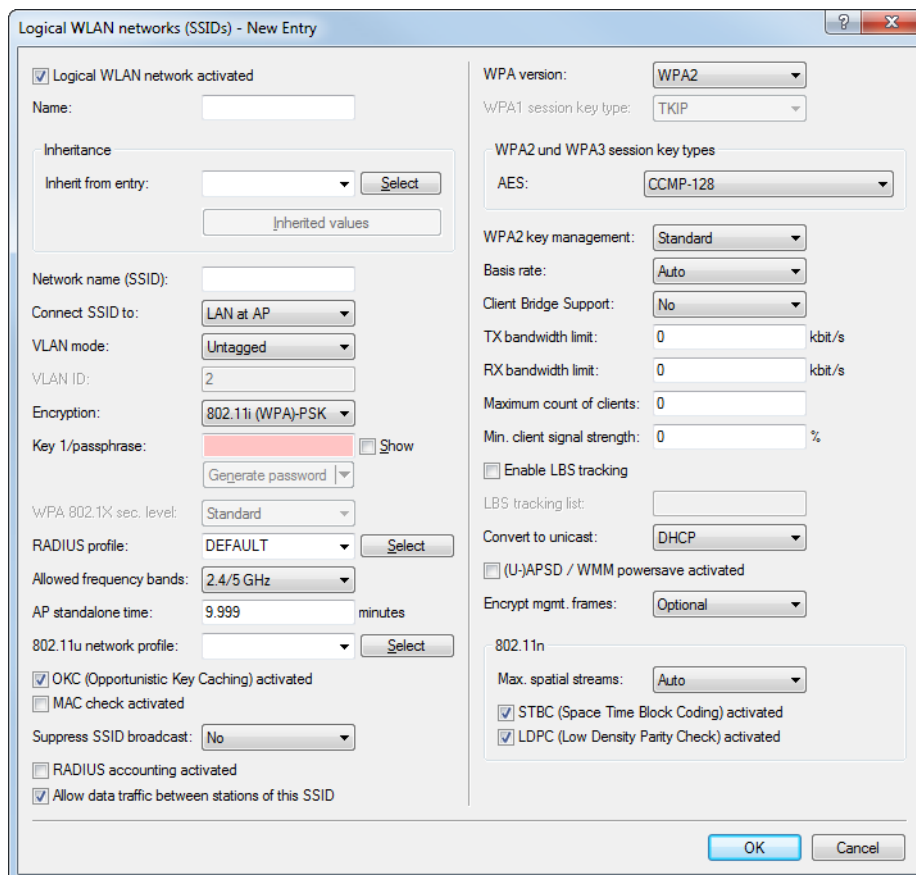 Logical WLAN networks (SSIDs) - New Entry
Logical WLAN network activated
Name:
Inheritance
Inherit from entry:
Select
Inherited values
Network name (SSID):
Connect SSID to: LAN at AP
VLAN mode: Untagged
VLAN ID: 2
Encryption: 802.11i (WPA)-PSK
Key 1/passphrase: Show
Generate password
WPA 802.1X sec. level: Standard
RADIUS profile: DEFAULT Select
Allowed frequency bands: 2.4/5 GHz
AP standalone time: 9.999 minutes
802.11u network profile: Select
OKC (Opportunistic Key Caching) activated
MAC check activated
Suppress SSID broadcast: No
RADIUS accounting activated
Allow data traffic between stations of this SSID
WPA version: WPA2
WPA1 session key type: TKIP
WPA2 und WPA3 session key types
AES: CCMP-128
WPA2 key management: Standard
Basis rate: Auto
Client Bridge Support: No
TX bandwidth limit: 0 kbit/s
RX bandwidth limit: 0 kbit/s
Maximum count of clients: 0
Min. client signal strength: 0 %
Enable LBS tracking
LBS tracking list:
Convert to unicast: DHCP
(U-)APSD / WMM powersave activated
Encrypt mgmt. frames: Optional
802.11n
Max. spatial streams: Auto
STBC (Space Time Block Coding) activated
LDPC (Low Density Parity Check) activated
OK Cancel